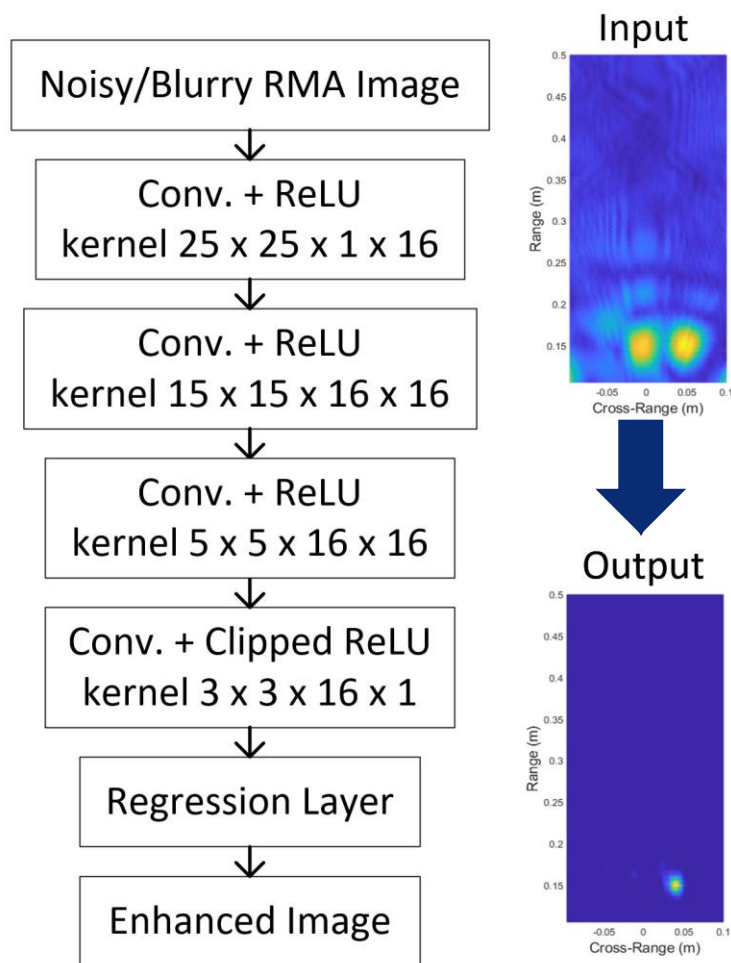 Noisy/Blurry RMA Image
Conv. + ReLU
kernel 25 x 25 x 1 x 16
Conv. + ReLU
kernel 15 x 15 x 16 x 16
Conv. + ReLU
kernel 5 x 5 x 16 x 16
Conv. + Clipped ReLU
kernel 3 x 3 x 16 x 1
Regression Layer
Enhanced Image
Input
0.5
0.45
0.4
0.35
0.3
0.25
0.2
0.15
Range (m)
-0.05 0 0.05 0.1
Cross-Range (m)
Output
0.5
0.45
0.4
0.35
0.3
0.25
0.2
0.15
Range (m)
-0.05 0 0.05 0.1
Cross-Range (m)